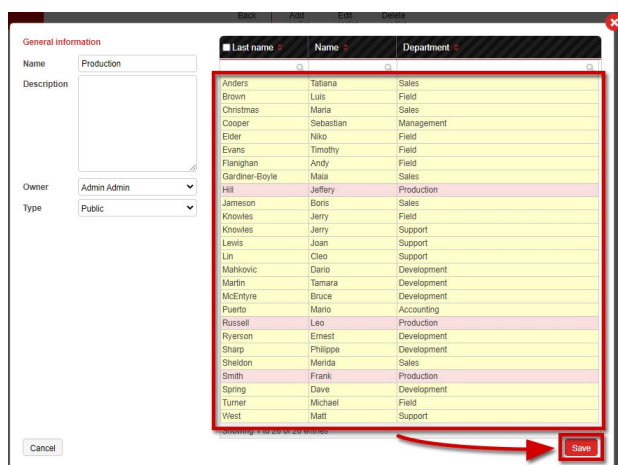 Back Add Edit Delete
General information
Name Production
Description
Owner Admin Admin
Type Public
Last name Name Department
Anders Tatiana Sales
Brown Luis Field
Christmas Maria Sales
Cooper Sebastian Management
Elder Niko Field
Evans Timothy Field
Flanighan Andy Field
Gardiner-Boyle Maia Sales
Hill Jeffery Production
Jameson Boris Sales
Knowles Jerry Field
Knowles Jerry Support
Lewis Joan Support
Lin Cleo Support
Mahkovic Dario Development
Martin Tamara Development
McEntyre Bruce Development
Puerto Mario Accounting
Russell Leo Production
Ryerson Ernest Development
Sharp Philippe Development
Sheldon Merida Sales
Smith Frank Production
Spring Dave Development
Turner Michael Field
West Matt Support
Showing 1 to 26 of 26 entries
Cancel Save